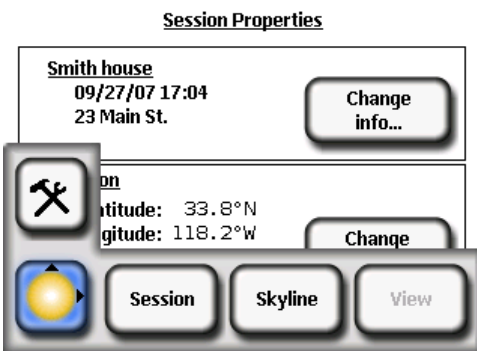 Session Properties
Smith house
09/27/07 17:04
23 Main St.
Change
info...
on
titude: 33.8°N
gitude: 118.2°W
Change
Session
Skyline
View